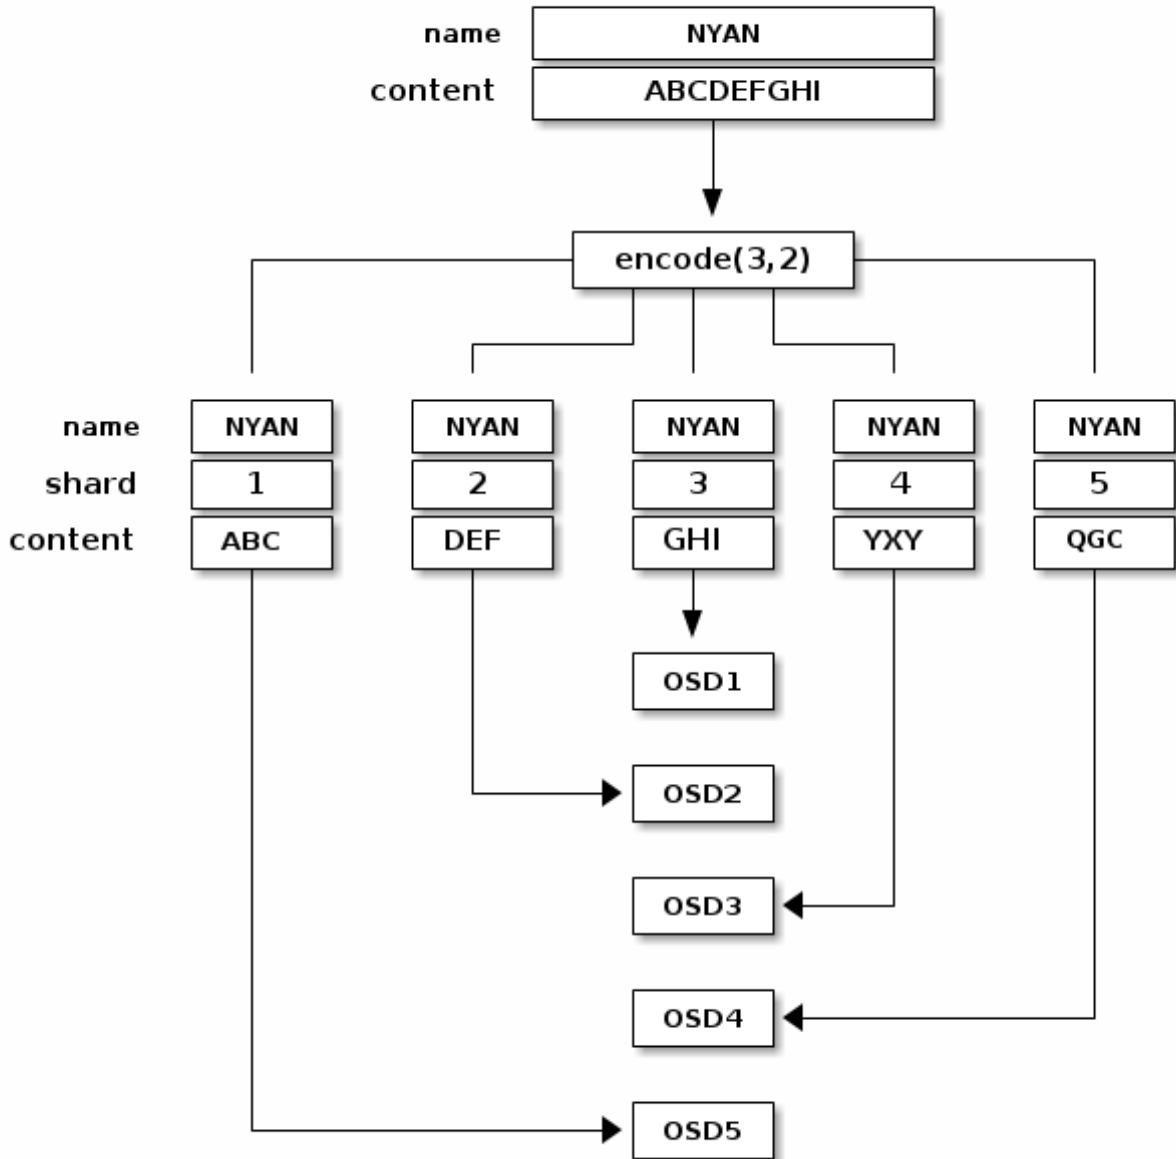 name NYAN
content ABCDEFGHI
encode(3,2)
name NYAN NYAN NYAN NYAN NYAN
shard 1 2 3 4 5
content ABC DEF GHI YXY QGC
OSD1
OSD2
OSD3
OSD4
OSD5